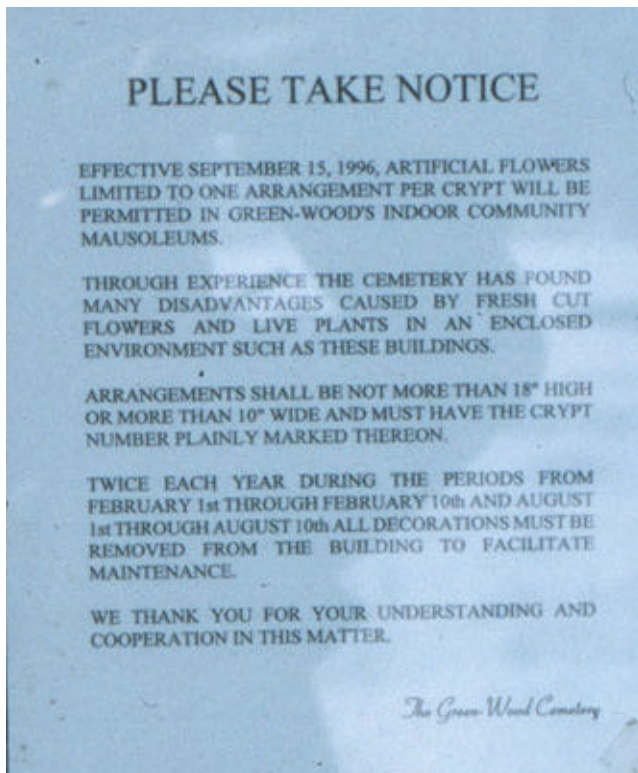 PLEASE TAKE NOTICE
EFFECTIVE SEPTEMBER 15, 1996, ARTIFICIAL FLOWERS
LIMITED TO ONE ARRANGEMENT PER CRYPT WILL BE
PERMITTED IN GREEN-WOOD'S INDOOR COMMUNITY
MAUSOLEUMS.
THROUGH EXPERIENCE THE CEMETERY HAS FOUND
MANY DISADVANTAGES CAUSED BY FRESH CUT
FLOWERS AND LIVE PLANTS IN AN ENCLOSED
ENVIRONMENT SUCH AS THESE BUILDINGS.
ARRANGEMENTS SHALL BE NOT MORE THAN 18" HIGH
OR MORE THAN 10" WIDE AND MUST HAVE THE CRYPT
NUMBER PLAINLY MARKED THEREON.
TWICE EACH YEAR DURING THE PERIODS FROM
FEBRUARY 1st THROUGH FEBRUARY 10th AND AUGUST
1st THROUGH AUGUST 10th ALL DECORATIONS MUST BE
REMOVED FROM THE BUILDING TO FACILITATE
MAINTENANCE.
WE THANK YOU FOR YOUR UNDERSTANDING AND
COOPERATION IN THIS MATTER.
The Green-Wood Cemetery